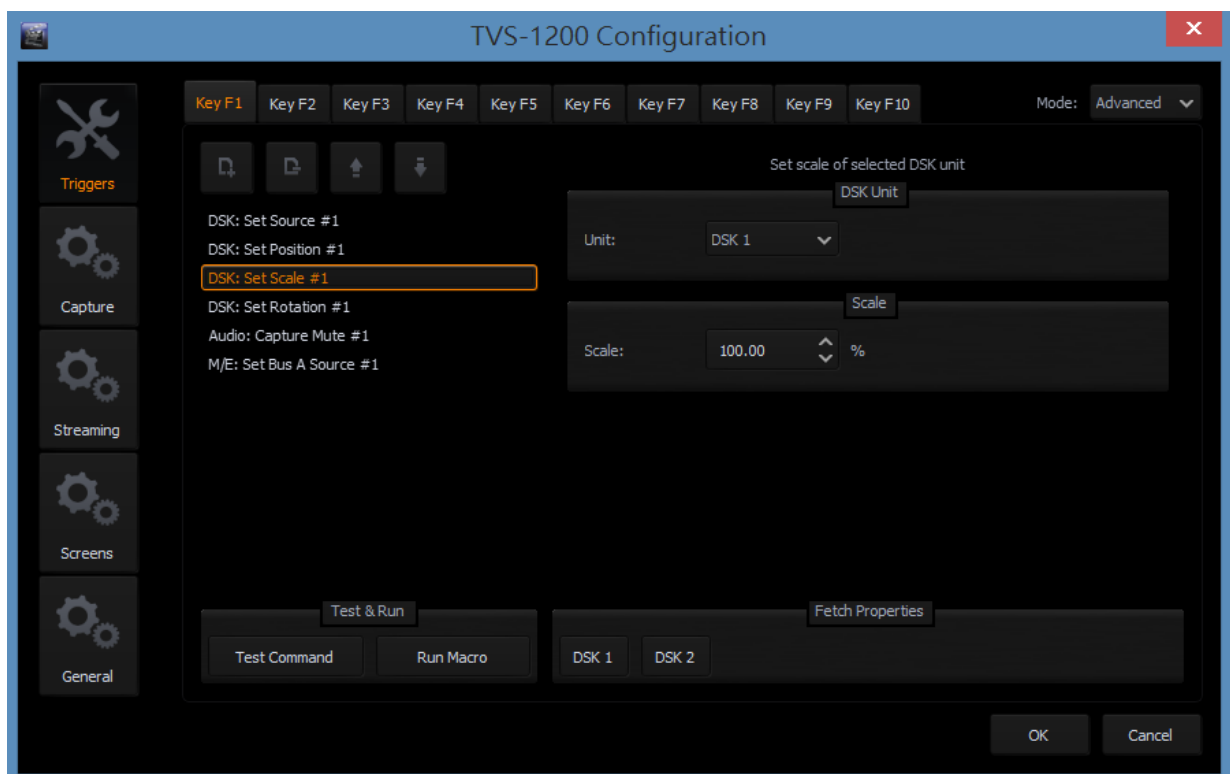 TVS-1200 Configuration
Key F1 Key F2 Key F3 Key F4 Key F5 Key F6 Key F7 Key F8 Key F9 Key F10 Mode: Advanced
Triggers
Set scale of selected DSK unit
DSK Unit
DSK: Set Source #1
Unit: DSK 1
DSK: Set Position #1
DSK: Set Scale #1
Capture
DSK: Set Rotation #1
Scale
Audio: Capture Mute #1
Scale: 100.00 %
M/E: Set Bus A Source #1
Streaming
Screens
Test & Run
Fetch Properties
Test Command Run Macro DSK 1 DSK 2
General
OK Cancel